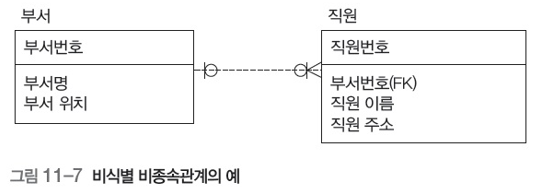 부서
부서번호
부서명
부서 위치
직원
직원번호
부서번호(FK)
직원 이름
직원 주소
그림 11-7 비식별 비종속관계의 예